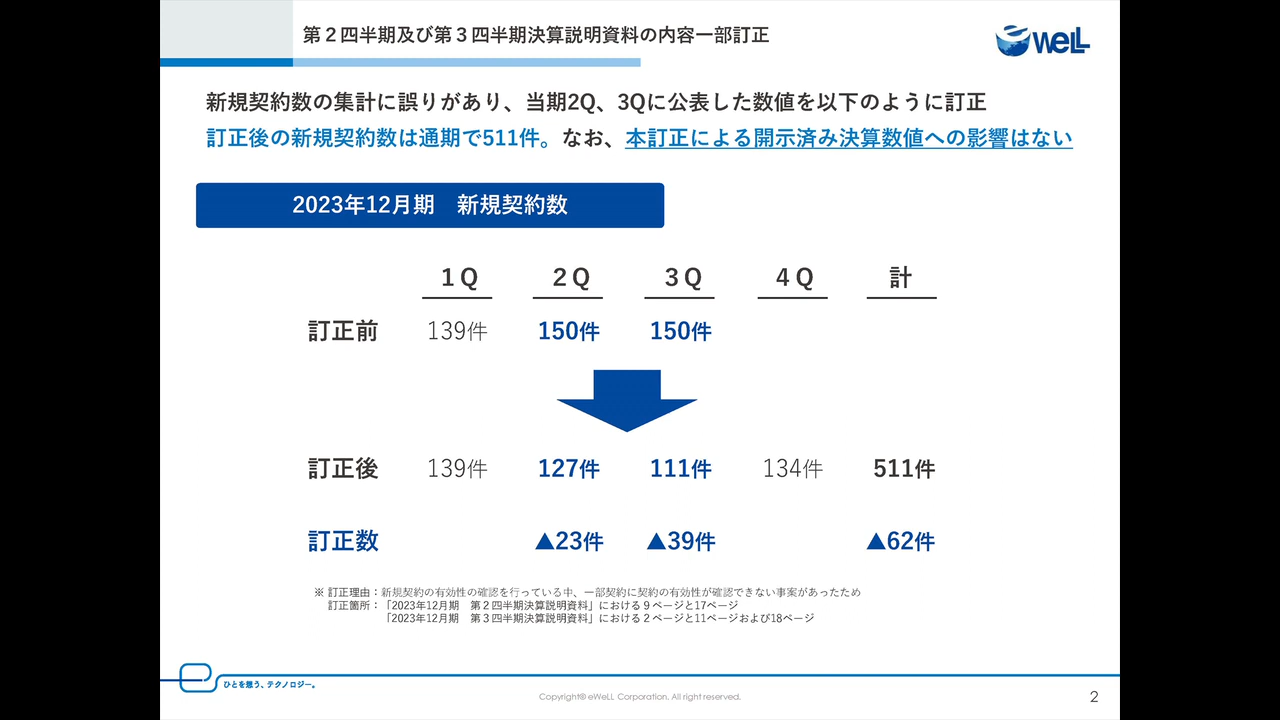 第２四半期及び第３四半期決算説明資料の内容一部訂正
eWeLL
新規契約数の集計に誤りがあり、当期2Q、3Qに公表した数値を以下のように訂正
訂正後の新規契約数は通期で511件。なお、本訂正による開示済み決算数値への影響はない
2023年12月期　新規契約数
１Q ２Q ３Q ４Q 計
訂正前 139件 150件 150件
訂正後 139件 127件 111件 134件 511件
訂正数 ▲23件 ▲39件 ▲62件
※ 訂正理由：新規契約の有効性の確認を行っている中、一部契約に契約の有効性が確認できない事案があったため
訂正箇所：「2023年12月期　第２四半期決算説明資料」における９ページと17ページ
「2023年12月期　第３四半期決算説明資料」における２ページと11ページおよび18ページ
ひとを想う、テクノロジー。
Copyright© eWeLL Corporation. All right reserved.
2